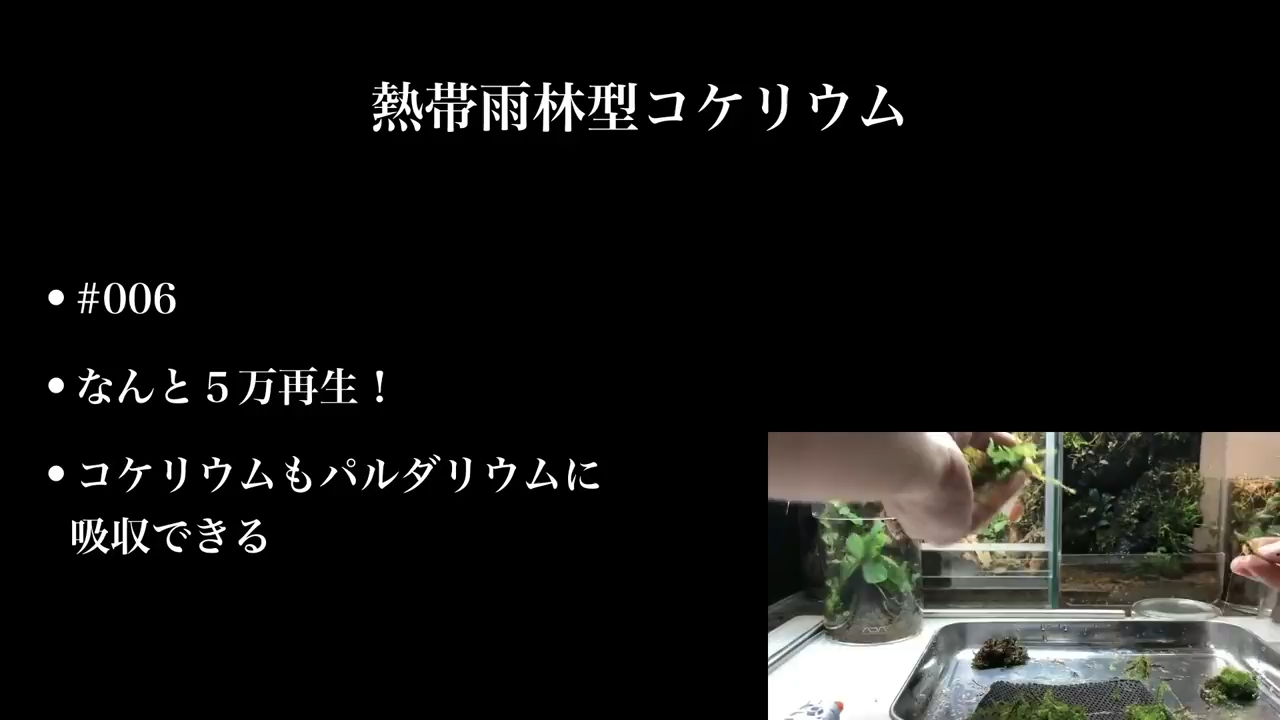 熱帯雨林型コケリウム
• #006
• なんと５万再生！
• コケリウムもパルダリウムに
吸収できる